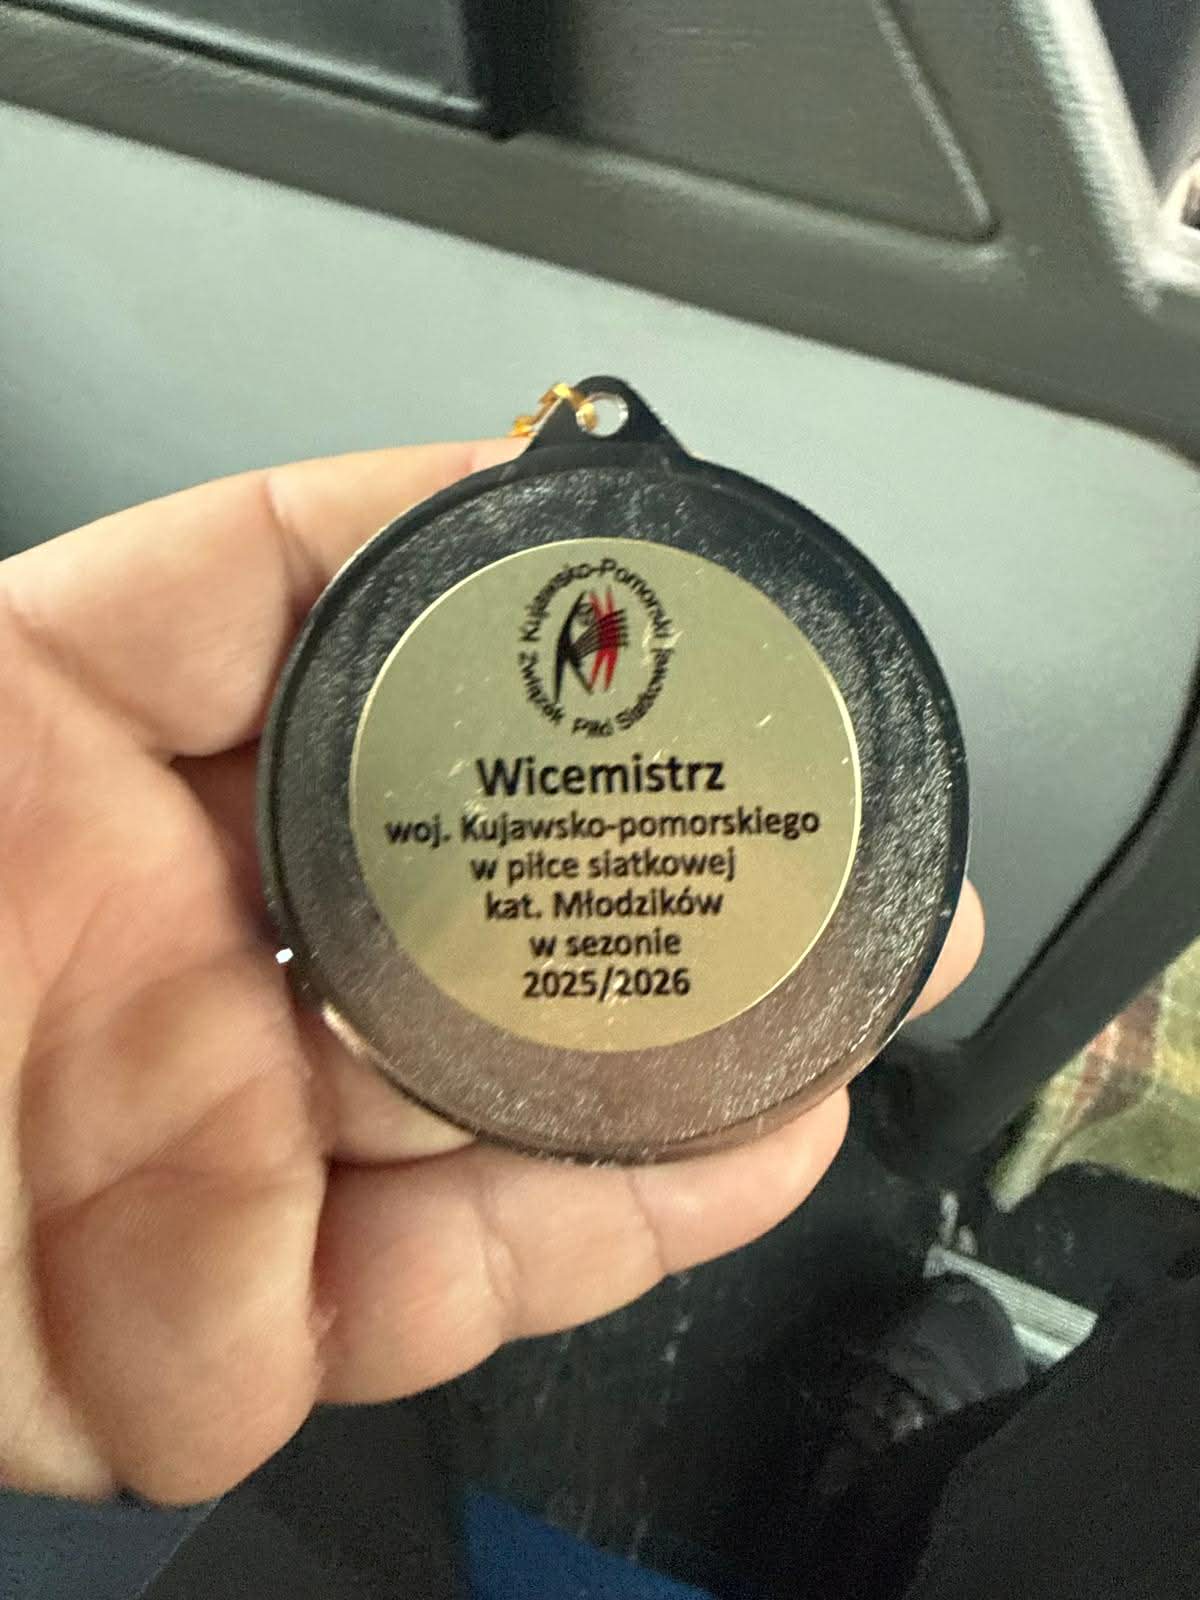 Kujawsko-Pomorski
Związek Piłki Siatkowej
Wicemistrz
woj. Kujawsko-pomorskiego
w piłce siatkowej
kat. Młodzików
w sezonie
2025/2026